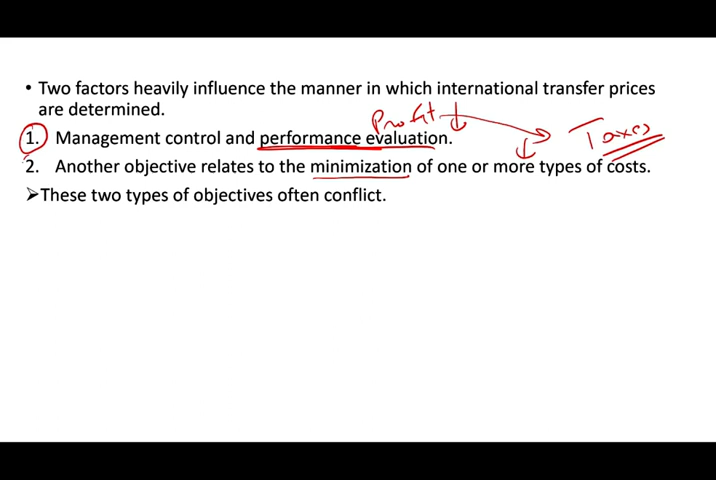 • Two factors heavily influence the manner in which international transfer prices
are determined.
Profit ↓ → ↓ Taxes
1. Management control and performance evaluation.
2. Another objective relates to the minimization of one or more types of costs.
➢These two types of objectives often conflict.